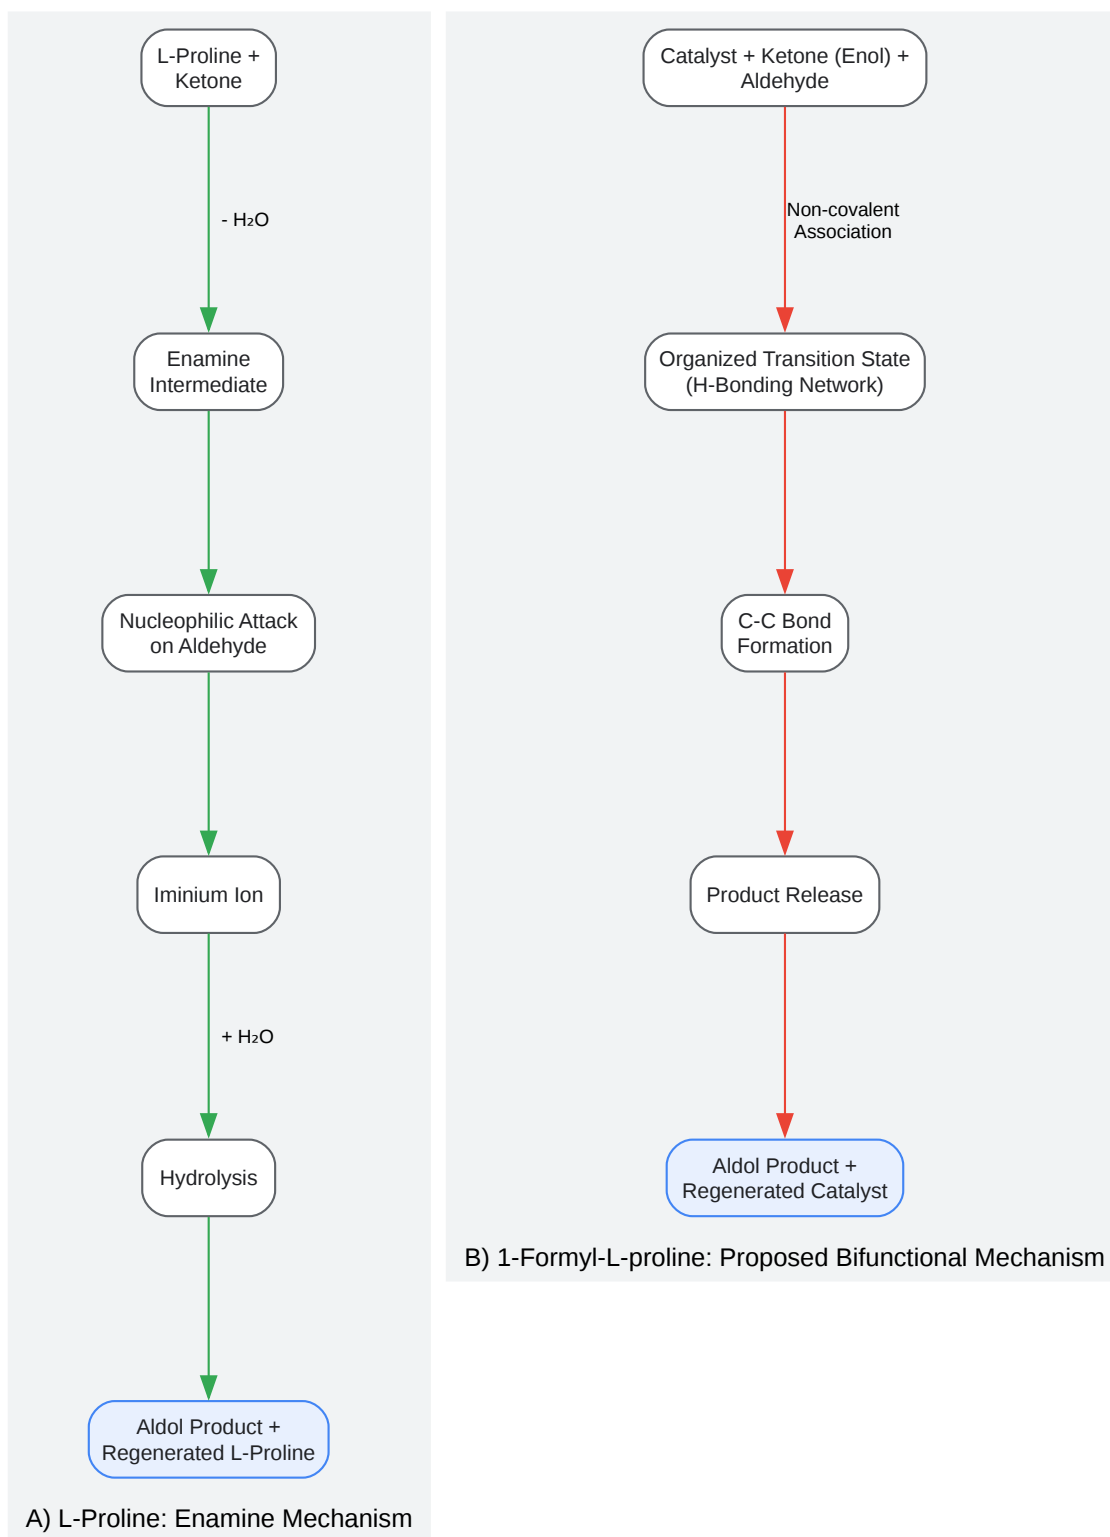 L-Proline +
Ketone
- H₂O
Enamine
Intermediate
Nucleophilic Attack
on Aldehyde
Iminium Ion
+ H₂O
Hydrolysis
Aldol Product +
Regenerated L-Proline
A) L-Proline: Enamine Mechanism
Catalyst + Ketone (Enol) +
Aldehyde
Non-covalent
Association
Organized Transition State
(H-Bonding Network)
C-C Bond
Formation
Product Release
Aldol Product +
Regenerated Catalyst
B) 1-Formyl-L-proline: Proposed Bifunctional Mechanism